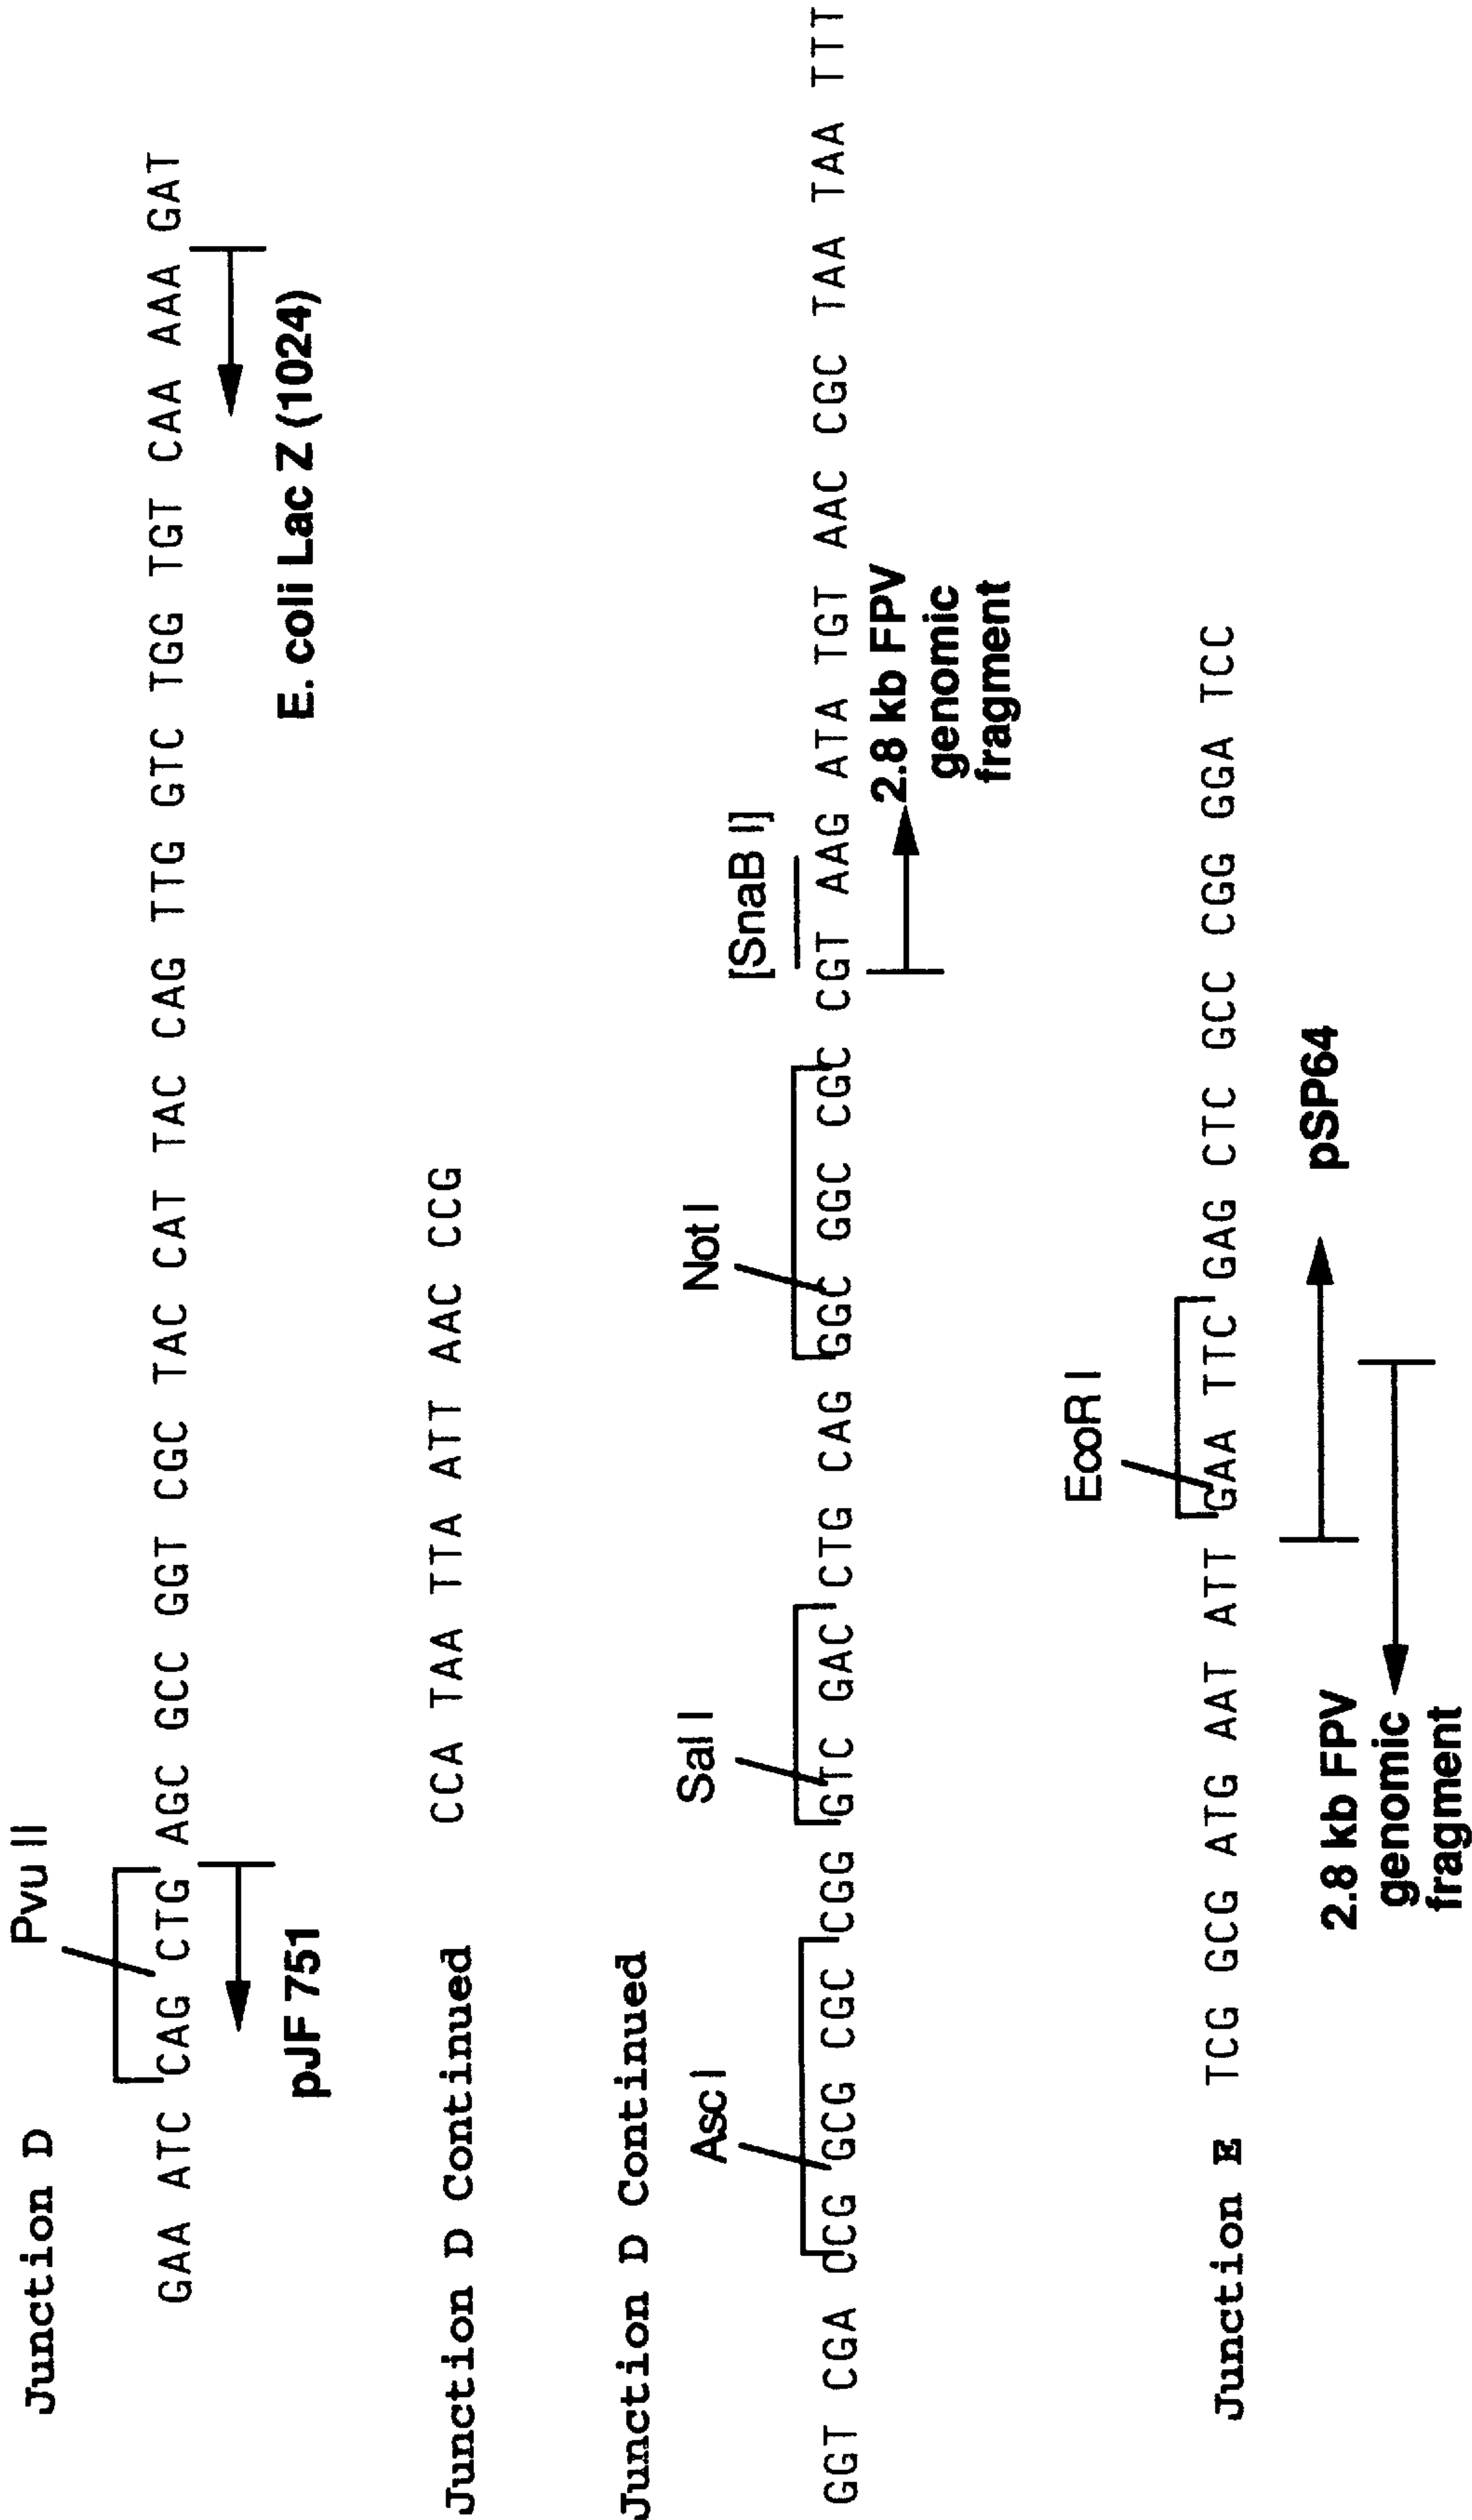 Junction D
Pvu II
GAA ATC CAG CTG AGC GCC GGT CGC TAC CAT TAC CAG TTG GTC TGG TGT CAA AAA GAT
pJF751
E. coli Lac Z (1024)
Junction D Continued
CCA TAA TTA ATT AAC CCG
Junction D Continued
Asc I
Sal I
Not I
[SnaB I]
GGT CGA CCG GCG CGC CGG GTC GAC CTG CAG GGC GGC CGC CGT AAG ATA TGT AAC CGC TAA TAA TTT
2.8 kb FPV
genomic
fragment
EcoR I
Junction E
TCG GCG ATG AAT ATT GAA TTC GAG CTC GCC CGG GGA TCC
2.8 kb FPV
genomic
fragment
pSP64